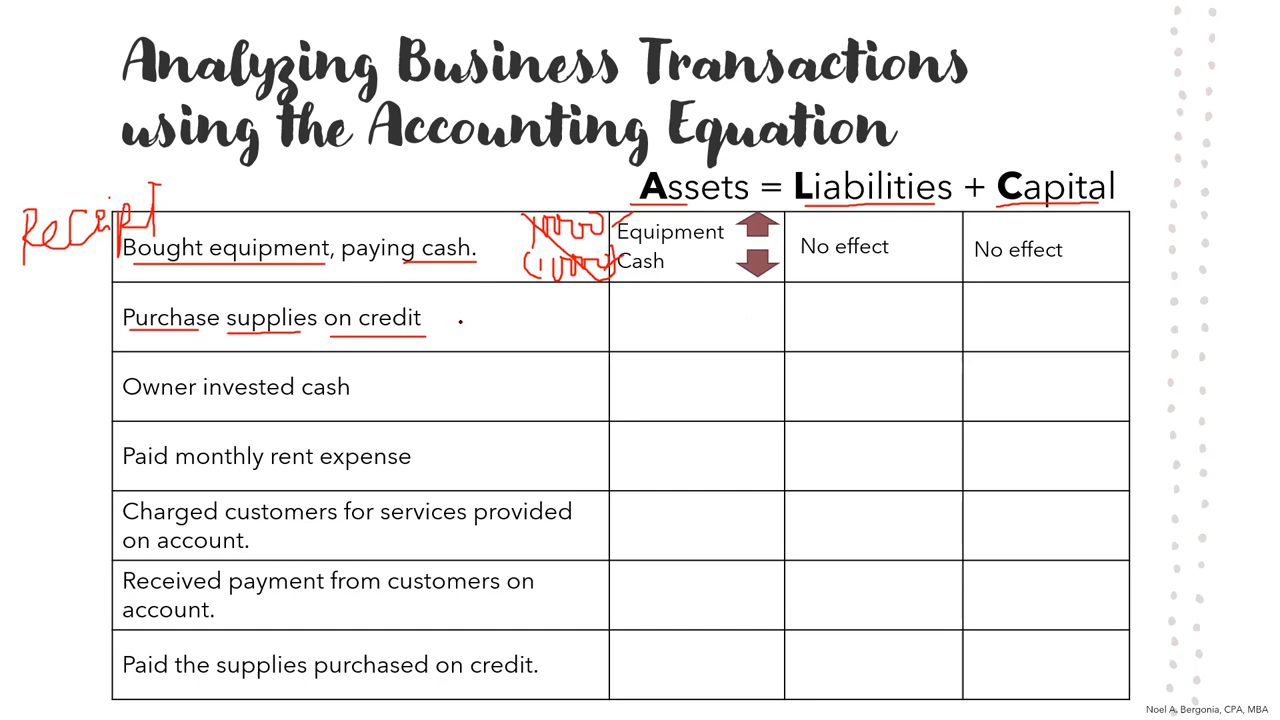 Analyzing Business Transactions
using the Accounting Equation
Assets = Liabilities + Capital
Receipt
Bought equipment, paying cash.
Equipment
Cash
No effect
No effect
Purchase supplies on credit
Owner invested cash
Paid monthly rent expense
Charged customers for services provided
on account.
Received payment from customers on
account.
Paid the supplies purchased on credit.
Noel A. Bergonia, CPA, MBA